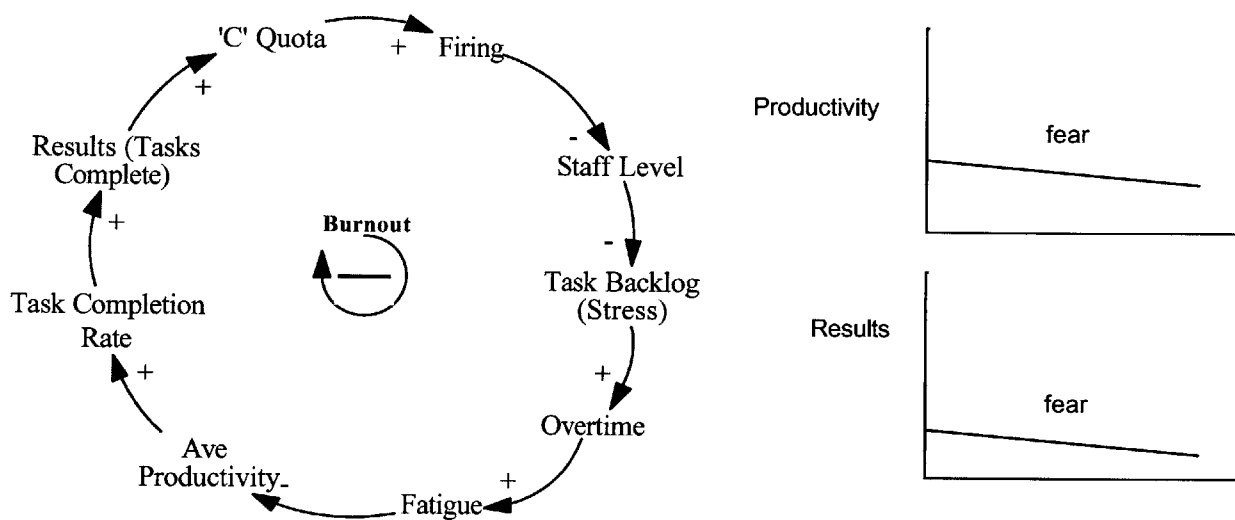 'C' Quota
+
Firing
-
Staff Level
-
Task Backlog
(Stress)
+
Overtime
+
Fatigue
-
Ave
Productivity
+
Task Completion
Rate
+
Results (Tasks
Complete)
+
Burnout
Productivity
fear
Results
fear